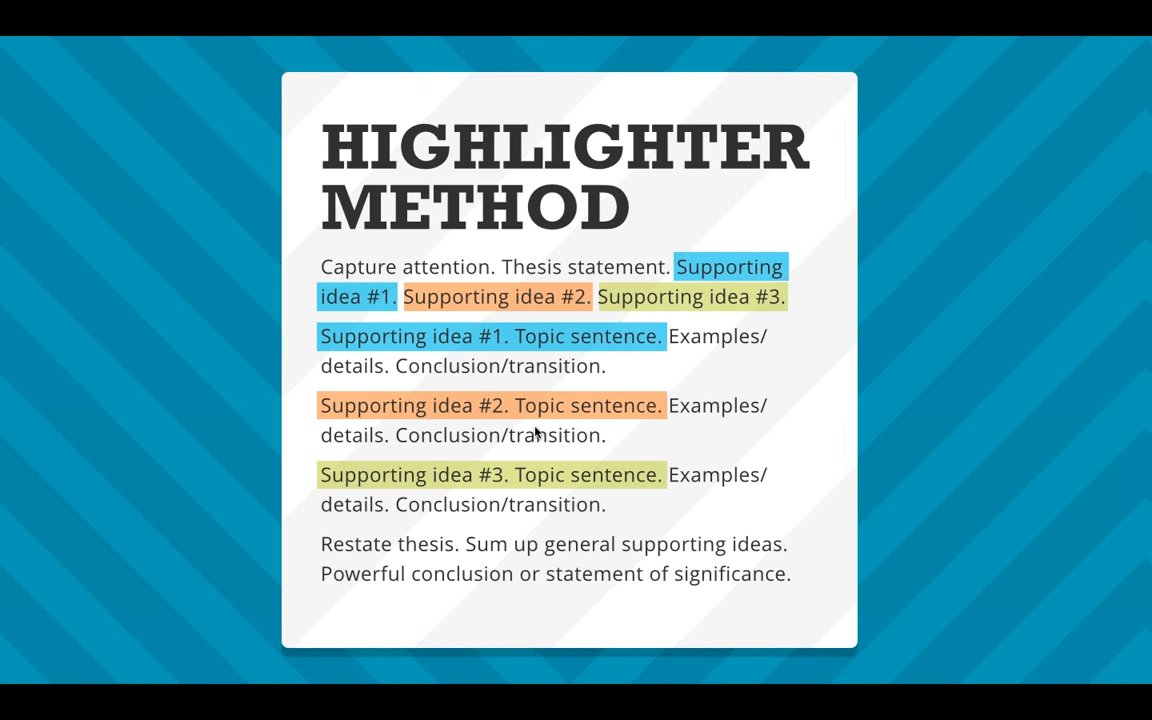 HIGHLIGHTER
METHOD
Capture attention. Thesis statement. Supporting
idea #1. Supporting idea #2. Supporting idea #3.
Supporting idea #1. Topic sentence. Examples/
details. Conclusion/transition.
Supporting idea #2. Topic sentence. Examples/
details. Conclusion/transition.
Supporting idea #3. Topic sentence. Examples/
details. Conclusion/transition.
Restate thesis. Sum up general supporting ideas.
Powerful conclusion or statement of significance.